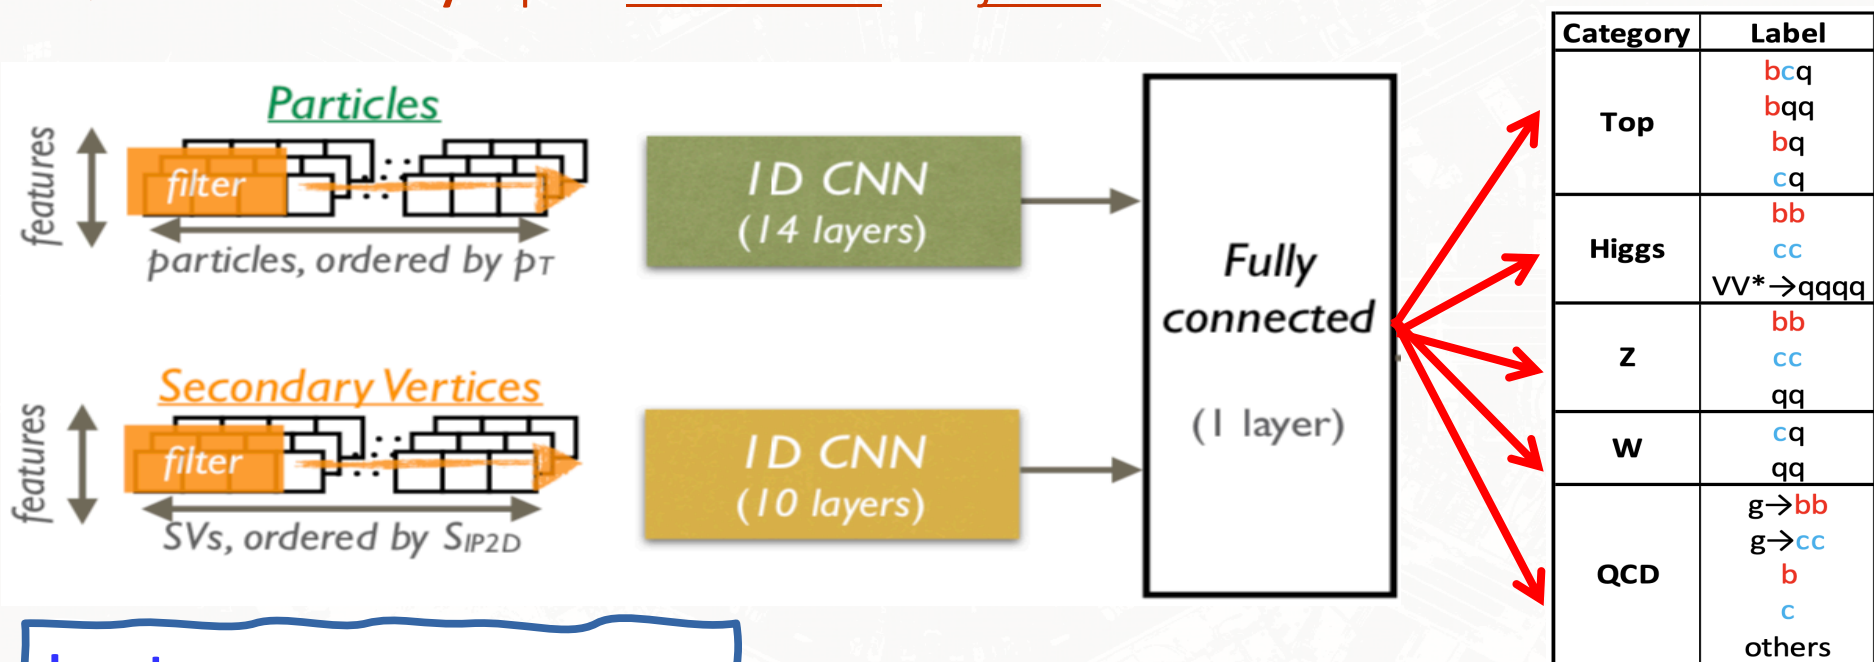 Particles
features
filter
particles, ordered by pT
1D CNN
(14 layers)
Secondary Vertices
features
filter
SVs, ordered by SIP2D
1D CNN
(10 layers)
Fully
connected
(1 layer)
Category Label
Top
bcq
bqq
bq
cq
Higgs
bb
cc
VV*→qqqq
Z
bb
cc
qq
W
cq
qq
QCD
g→bb
g→cc
b
c
others